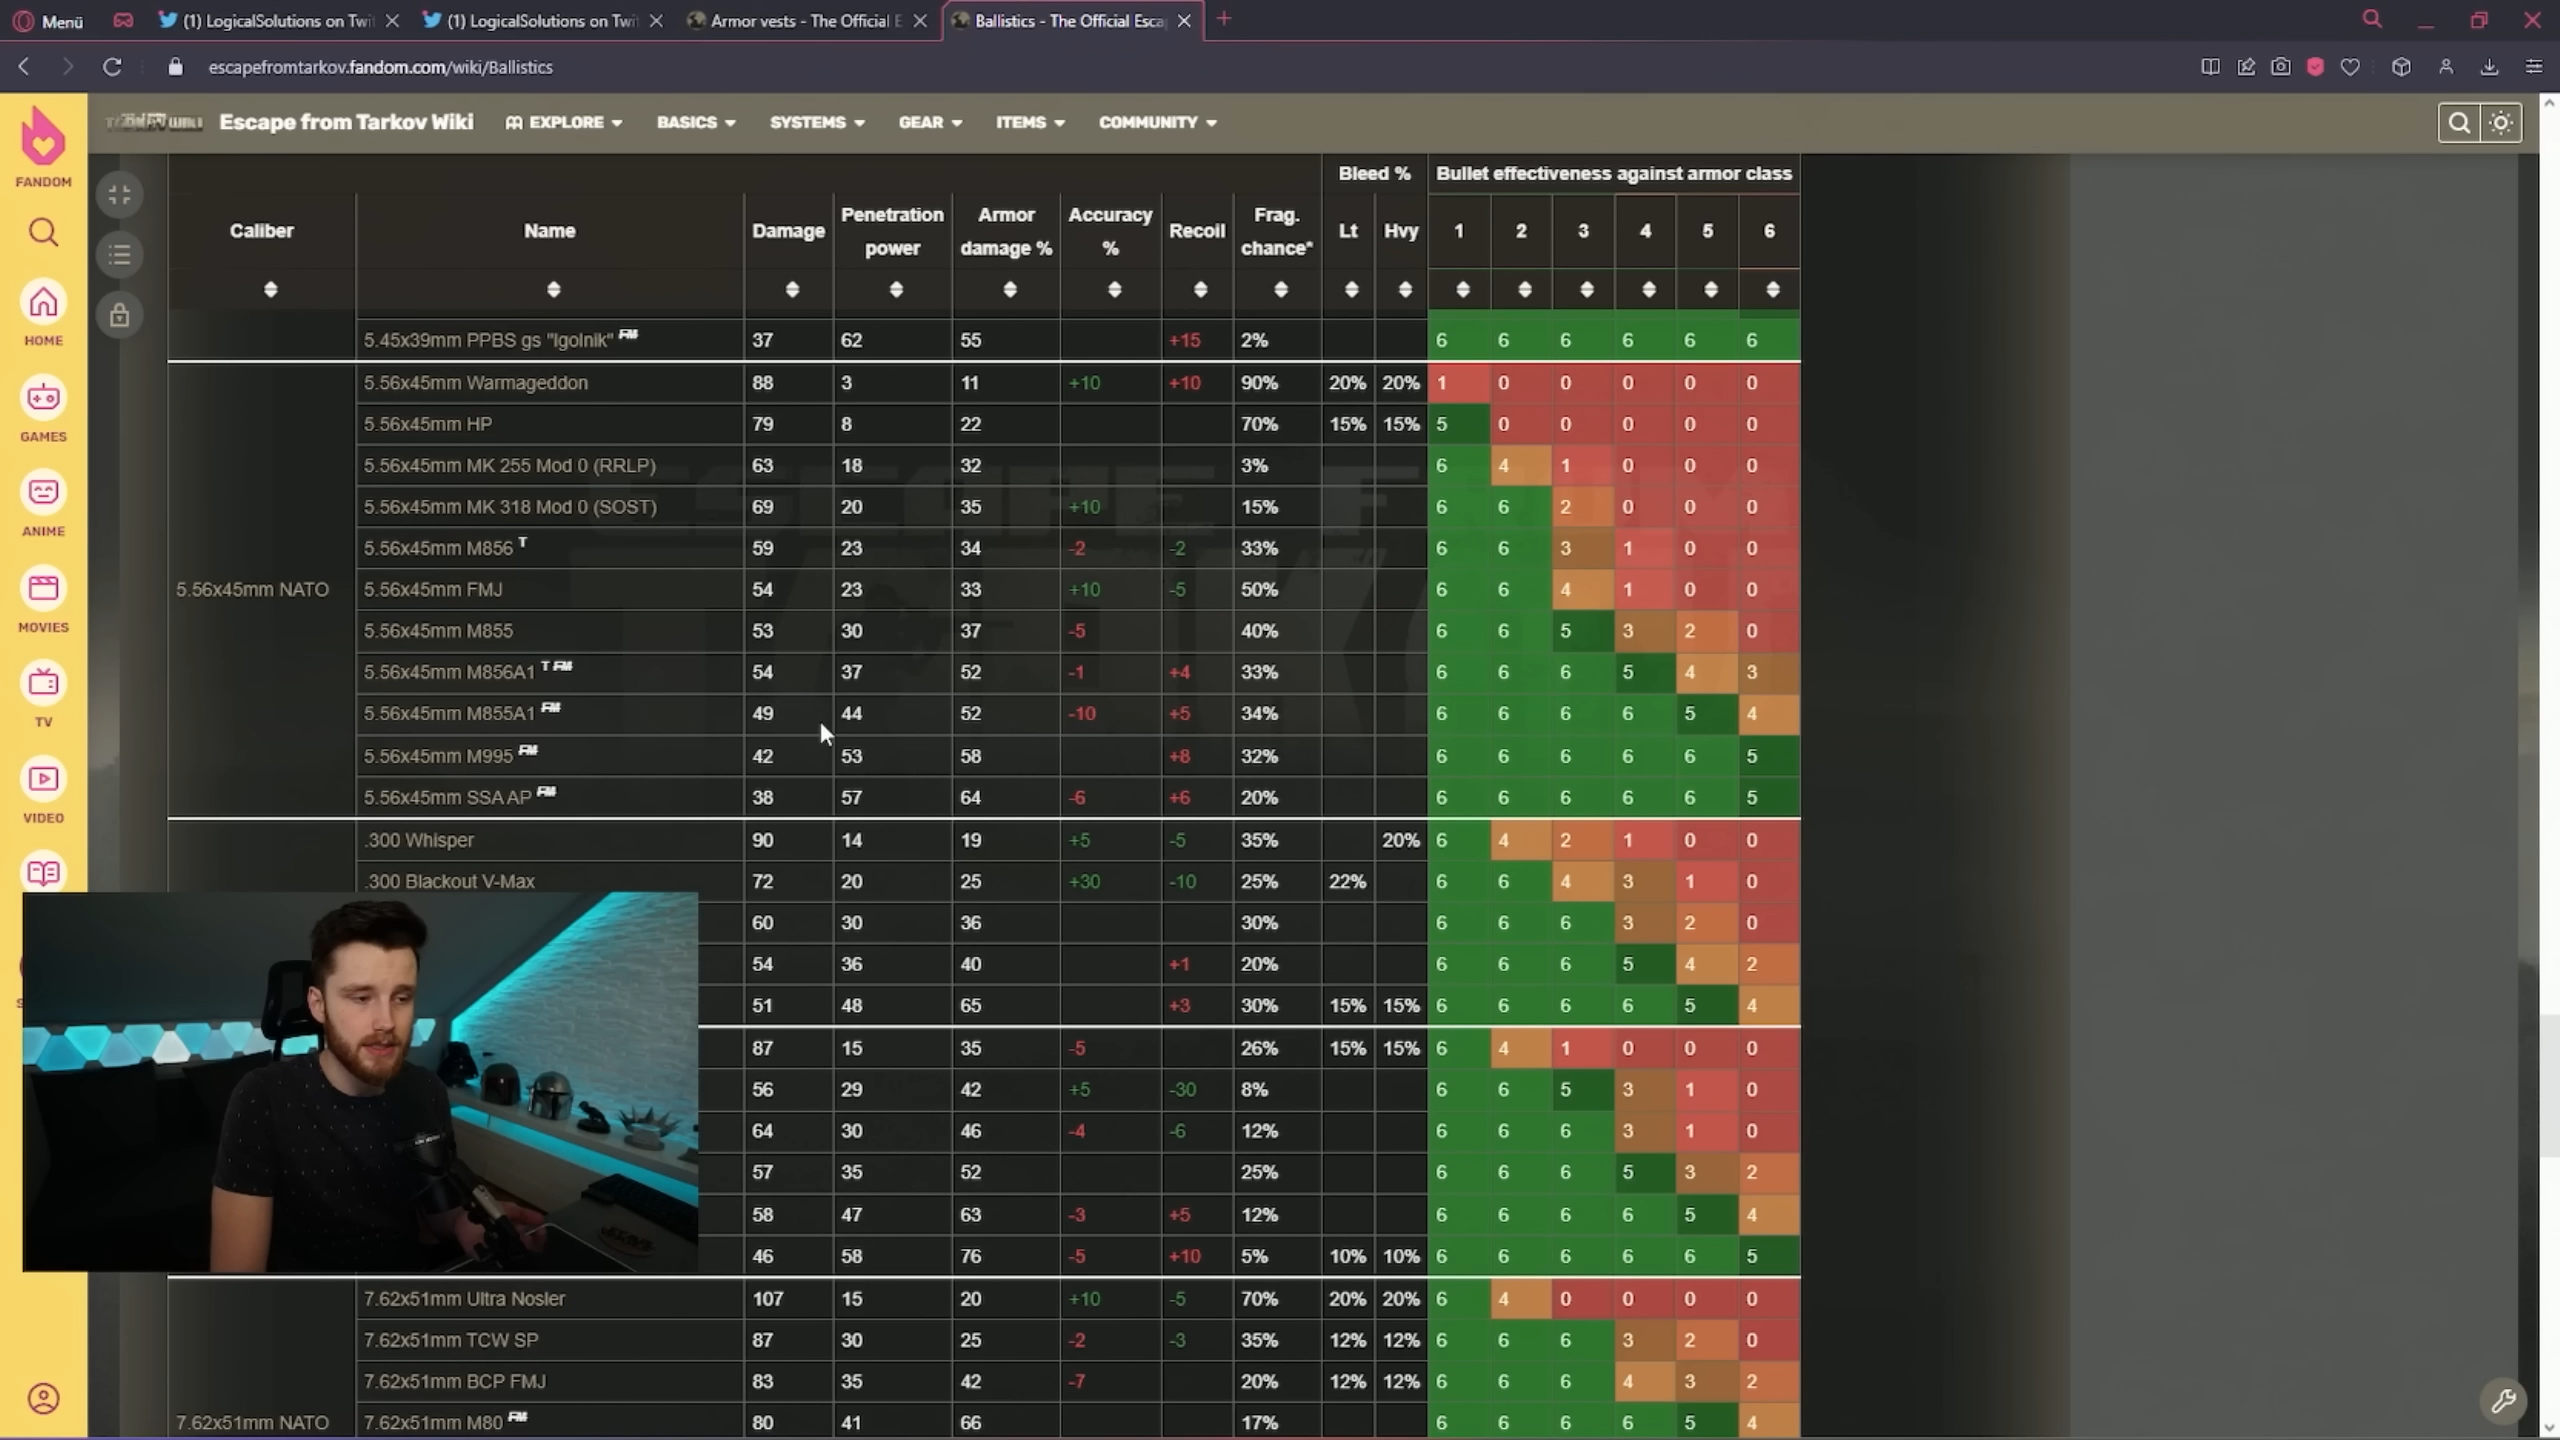 Menü
(1) LogicalSolutions on Twi
(1) LogicalSolutions on Twi
Armor vests - The Official E
Ballistics - The Official Esca
escapefromtarkov.fandom.com/wiki/Ballistics
FANDOM
HOME
GAMES
ANIME
MOVIES
TV
VIDEO
Escape from Tarkov Wiki EXPLORE BASICS SYSTEMS GEAR ITEMS COMMUNITY
Bleed % Bullet effectiveness against armor class
Caliber Name Damage Penetration power Armor damage % Accuracy % Recoil Frag. chance* Lt Hvy 1 2 3 4 5 6
5.45x39mm PPBS gs "Igolnik" FM 37 62 55 +15 2% 6 6 6 6 6 6
5.56x45mm NATO
5.56x45mm Warmageddon 88 3 11 +10 +10 90% 20% 20% 1 0 0 0 0 0
5.56x45mm HP 79 8 22 70% 15% 15% 5 0 0 0 0 0
5.56x45mm MK 255 Mod 0 (RRLP) 63 18 32 3% 6 4 1 0 0 0
5.56x45mm MK 318 Mod 0 (SOST) 69 20 35 +10 15% 6 6 2 0 0 0
5.56x45mm M856 T 59 23 34 -2 -2 33% 6 6 3 1 0 0
5.56x45mm FMJ 54 23 33 +10 -5 50% 6 6 4 1 0 0
5.56x45mm M855 53 30 37 -5 40% 6 6 5 3 2 0
5.56x45mm M856A1 T FM 54 37 52 -1 +4 33% 6 6 6 5 4 3
5.56x45mm M855A1 FM 49 44 52 -10 +5 34% 6 6 6 6 5 4
5.56x45mm M995 FM 42 53 58 +8 32% 6 6 6 6 6 5
5.56x45mm SSA AP FM 38 57 64 -6 +6 20% 6 6 6 6 6 5
.300 Whisper 90 14 19 +5 -5 35% 20% 6 4 2 1 0 0
.300 Blackout V-Max 72 20 25 +30 -10 25% 22% 6 6 4 3 1 0
60 30 36 30% 6 6 6 3 2 0
54 36 40 +1 20% 6 6 6 5 4 2
51 48 65 +3 30% 15% 15% 6 6 6 6 5 4
87 15 35 -5 26% 15% 15% 6 4 1 0 0 0
56 29 42 +5 -30 8% 6 6 5 3 1 0
64 30 46 -4 -6 12% 6 6 6 3 1 0
57 35 52 25% 6 6 6 5 3 2
58 47 63 -3 +5 12% 6 6 6 6 5 4
46 58 76 -5 +10 5% 10% 10% 6 6 6 6 6 5
7.62x51mm Ultra Nosler 107 15 20 +10 -5 70% 20% 20% 6 4 0 0 0 0
7.62x51mm TCW SP 87 30 25 -2 -3 35% 12% 12% 6 6 6 3 2 0
7.62x51mm BCP FMJ 83 35 42 -7 20% 12% 12% 6 6 6 4 3 2
7.62x51mm NATO 7.62x51mm M80 FM 80 41 66 17% 6 6 6 6 5 4